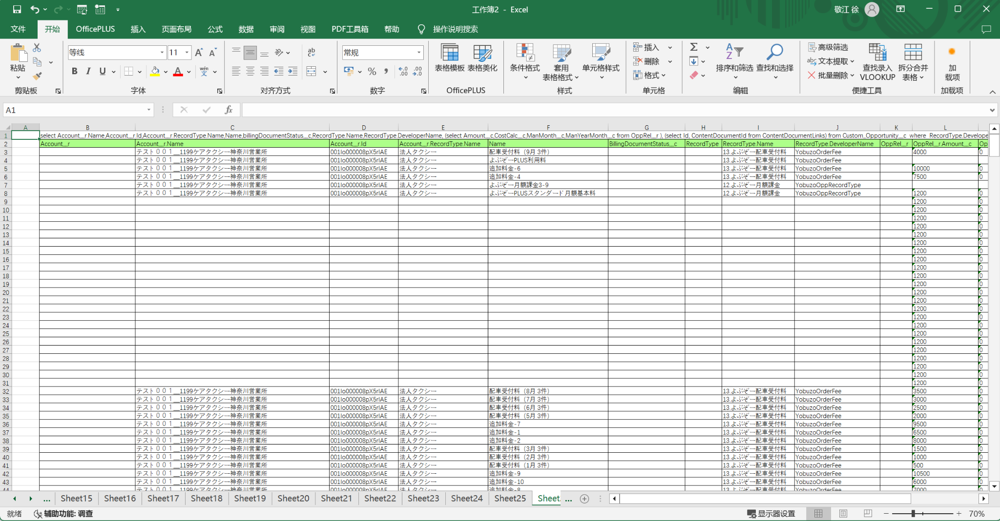 工作簿2 - Excel
敬江 徐
文件 开始 OfficePLUS 插入 页面布局 公式 数据 审阅 视图 PDF工具箱 帮助 操作说明搜索
粘贴
剪贴板
等线 11
B I U wén 文
字体
ab
对齐方式
常规
% , .00 .0
数字
表格模板 表格美化
OfficePLUS
条件格式 套用 表格格式 单元格样式
样式
插入
删除
格式
单元格
排序和筛选 查找和选择
编辑
高级筛选
文本提取
批量删除
查找录入 VLOOKUP
拆分合并 表格
便捷工具
加 载项
加载项
A1 fx
A B C D E F G H I J K L
1 select Account__r.Name,Account__r.Id,Account__r.RecordType.Name,Name,billingDocumentStatus__c,RecordType.Name,RecordType.DeveloperName, (select Amount__c,CostCalc__c,ManMonth__c,ManYearMonth__c from OppRel__r ), (select Id, ContentDocumentId from ContentDocumentLinks) from Custom_Opportunity__c where RecordType.Develope
2 Account__r Account__r.Name Account__r.Id Account__r.RecordType.Name Name BillingDocumentStatus__c RecordType RecordType.Name RecordType.DeveloperName OppRel__r OppRel__r.Amount__c Op
3 テスト００１__1199ケアタクシー神奈川営業所 001Io000008pX5rIAE 法人タクシー 配車受付料（9月 3件） 13.よぶぞー配車受付料 YobuzoOrderFee 4000 0
4 テスト００１__1199ケアタクシー神奈川営業所 001Io000008pX5rIAE 法人タクシー よぶぞーPLUS利用料 13.よぶぞー配車受付料 YobuzoOrderFee
5 テスト００１__1199ケアタクシー神奈川営業所 001Io000008pX5rIAE 法人タクシー 追加料金-6 13.よぶぞー配車受付料 YobuzoOrderFee 10000 0
6 テスト００１__1199ケアタクシー神奈川営業所 001Io000008pX5rIAE 法人タクシー 追加料金-4 13.よぶぞー配車受付料 YobuzoOrderFee 7500 0
7 テスト００１__1199ケアタクシー神奈川営業所 001Io000008pX5rIAE 法人タクシー よぶぞー月額課金3-9 12.よぶぞー月額課金 YobuzoOppRecordType
8 テスト００１__1199ケアタクシー神奈川営業所 001Io000008pX5rIAE 法人タクシー よぶぞーPLUSスタンダード月額基本料 12.よぶぞー月額課金 YobuzoOppRecordType 1200 0
9 1200 0
10 1200 0
11 1200 0
12 1200 0
13 1200 0
14 1200 0
15 1200 0
16 1200 0
17 1200 0
18 1200 0
19 1200 0
20 1200 0
21 1200 0
22 1200 0
23 1200 0
24 1200 0
25 1200 0
26 1200 0
27 1200 0
28 1200 0
29 1200 0
30 1200 0
31 1200 0
32 テスト００１__1199ケアタクシー神奈川営業所 001Io000008pX5rIAE 法人タクシー 配車受付料（8月 3件） 13.よぶぞー配車受付料 YobuzoOrderFee 3500 0
33 テスト００１__1199ケアタクシー神奈川営業所 001Io000008pX5rIAE 法人タクシー 配車受付料（7月 3件） 13.よぶぞー配車受付料 YobuzoOrderFee 3000 0
34 テスト００１__1199ケアタクシー神奈川営業所 001Io000008pX5rIAE 法人タクシー 配車受付料（6月 3件） 13.よぶぞー配車受付料 YobuzoOrderFee 2500 0
35 テスト００１__1199ケアタクシー神奈川営業所 001Io000008pX5rIAE 法人タクシー 配車受付料（5月 3件） 13.よぶぞー配車受付料 YobuzoOrderFee 2000 0
36 テスト００１__1199ケアタクシー神奈川営業所 001Io000008pX5rIAE 法人タクシー 追加料金-7 13.よぶぞー配車受付料 YobuzoOrderFee 9500 0
37 テスト００１__1199ケアタクシー神奈川営業所 001Io000008pX5rIAE 法人タクシー 追加料金-1 13.よぶぞー配車受付料 YobuzoOrderFee 6500 0
38 テスト００１__1199ケアタクシー神奈川営業所 001Io000008pX5rIAE 法人タクシー 追加料金-2 13.よぶぞー配車受付料 YobuzoOrderFee 8000 0
39 テスト００１__1199ケアタクシー神奈川営業所 001Io000008pX5rIAE 法人タクシー 配車受付料（3月 3件） 13.よぶぞー配車受付料 YobuzoOrderFee 1500 0
40 テスト００１__1199ケアタクシー神奈川営業所 001Io000008pX5rIAE 法人タクシー 配車受付料（2月 3件） 13.よぶぞー配車受付料 YobuzoOrderFee 1000 0
41 テスト００１__1199ケアタクシー神奈川営業所 001Io000008pX5rIAE 法人タクシー 配車受付料（1月 3件） 13.よぶぞー配車受付料 YobuzoOrderFee 500 0
42 テスト００１__1199ケアタクシー神奈川営業所 001Io000008pX5rIAE 法人タクシー 追加料金-9 13.よぶぞー配車受付料 YobuzoOrderFee 10500 0
43 テスト００１__1199ケアタクシー神奈川営業所 001Io000008pX5rIAE 法人タクシー 追加料金-10 13.よぶぞー配車受付料 YobuzoOrderFee 6000 0
44 テスト００１__1199ケアタクシー神奈川営業所 001Io000008pX5rIAE 法人タクシー 追加料金-8 13.よぶぞー配車受付料 YobuzoOrderFee 7000 0
... Sheet15 Sheet16 Sheet17 Sheet18 Sheet19 Sheet20 Sheet21 Sheet22 Sheet23 Sheet24 Sheet25 Sheet. ...
就绪 辅助功能: 调查 显示器设置 70%